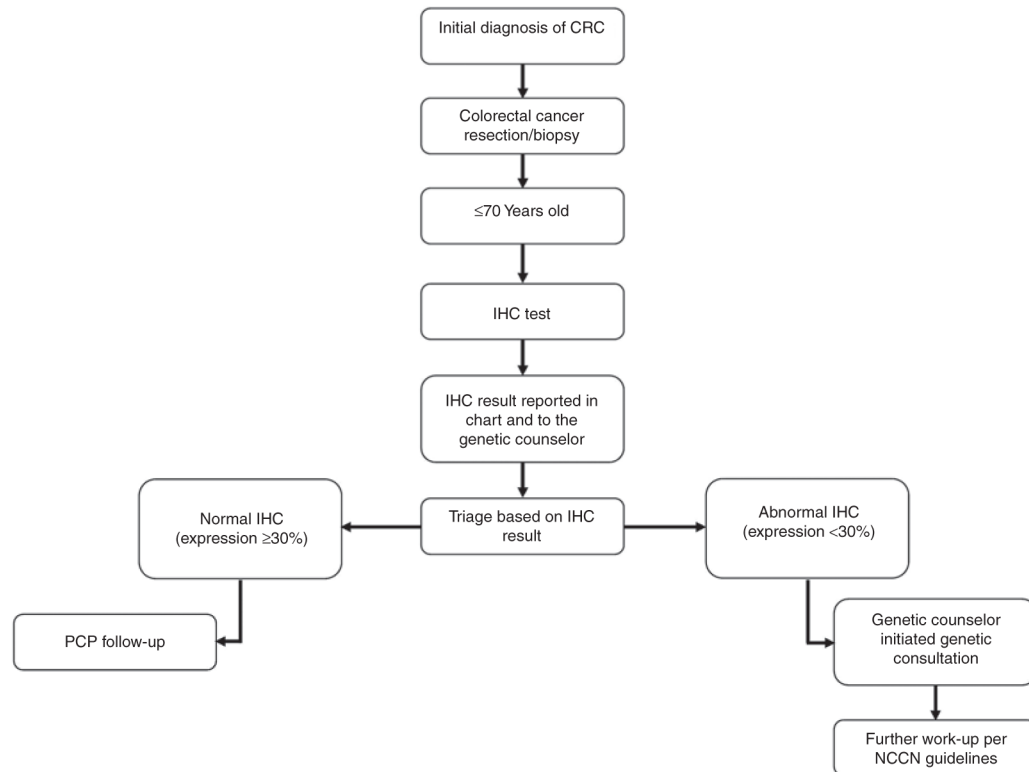 Initial diagnosis of CRC
Colorectal cancer
resection/biopsy
≤70 Years old
IHC test
IHC result reported in
chart and to the
genetic counselor
Triage based on IHC
result
Normal IHC
(expression ≥30%)
Abnormal IHC
(expression <30%)
PCP follow-up
Genetic counselor
initiated genetic
consultation
Further work-up per
NCCN guidelines